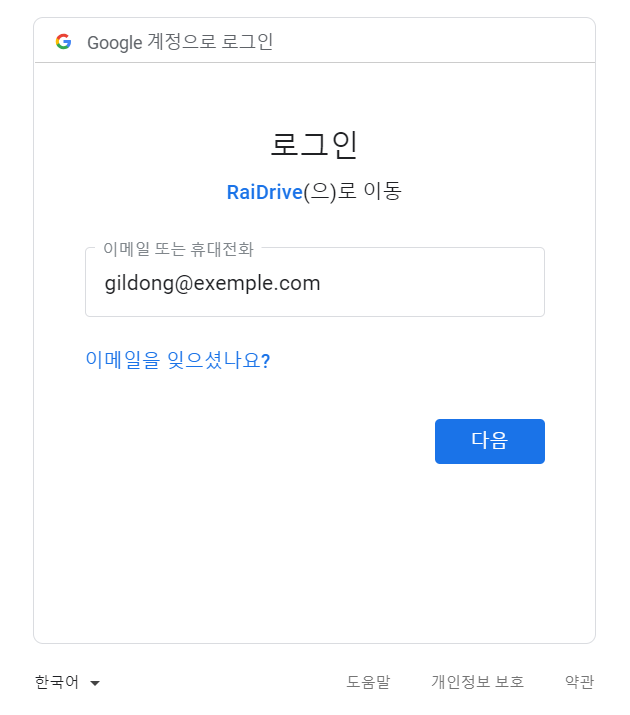 Google 계정으로 로그인
로그인
RaiDrive(으)로 이동
이메일 또는 휴대전화
gildong@exemple.com
이메일을 잊으셨나요?
다음
한국어 도움말 개인정보 보호 약관